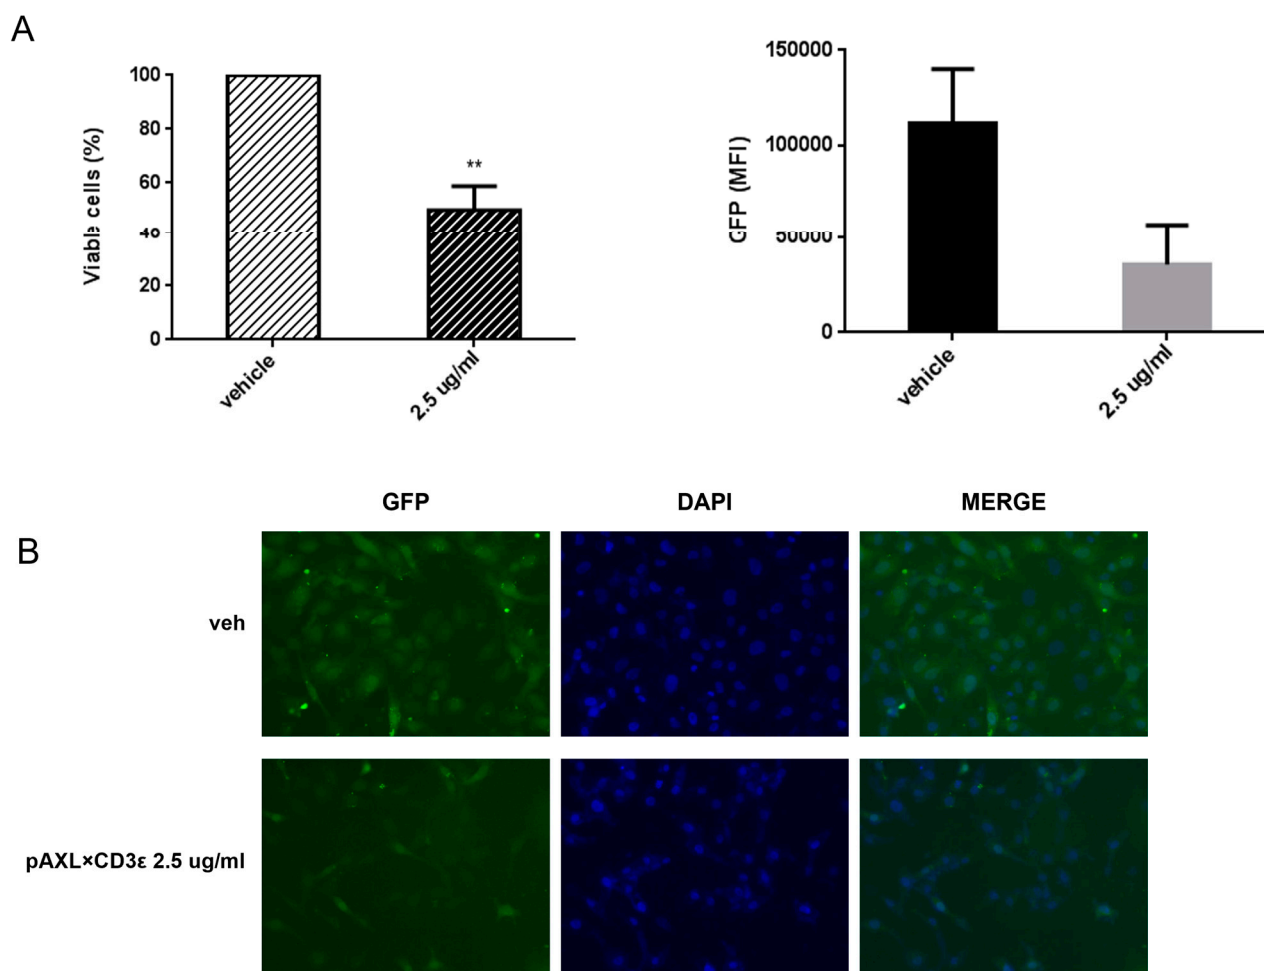 A
Viable cells (%)
100
80
60
40
20
0
**
vehicle
2.5 ug/ml
GFP (MFI)
150000
100000
50000
0
vehicle
2.5 ug/ml
B
GFP DAPI MERGE
veh
pAXL×CD3ε 2.5 ug/ml